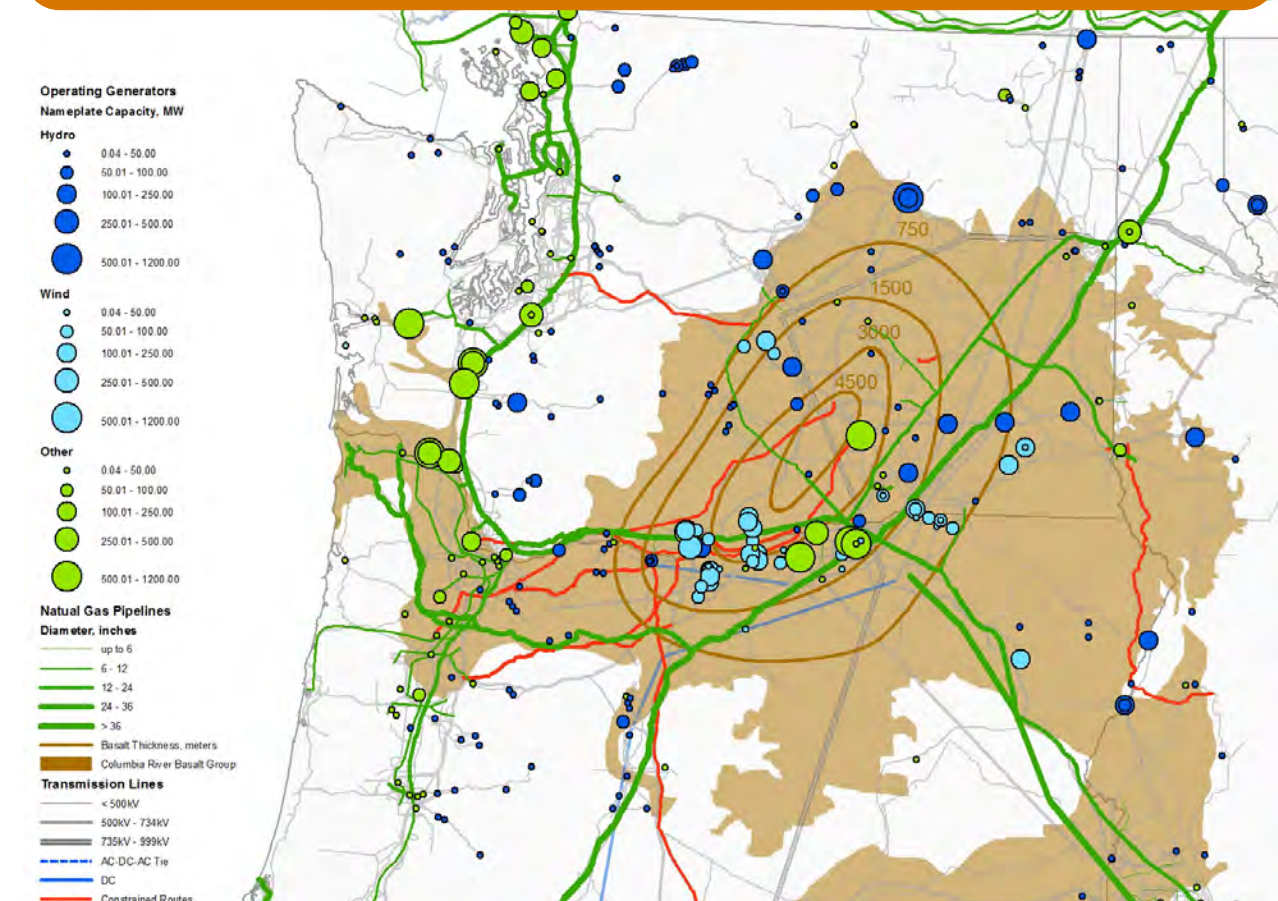 Operating Generators
Nameplate Capacity, MW
Hydro
0.04 - 50.00
50.01 - 100.00
100.01 - 250.00
250.01 - 500.00
500.01 - 1200.00
Wind
0.04 - 50.00
50.01 - 100.00
100.01 - 250.00
250.01 - 500.00
500.01 - 1200.00
Other
0.04 - 50.00
50.01 - 100.00
100.01 - 250.00
250.01 - 500.00
500.01 - 1200.00
Natural Gas Pipelines
Diameter, inches
up to 6
6 - 12
12 - 24
24 - 36
> 36
Basalt Thickness, meters
Columbia River Basalt Group
Transmission Lines
< 500kV
500kV - 734kV
735kV - 999kV
AC-DC-AC Tie
DC
Constrained Routes
750
1500
3000
4500